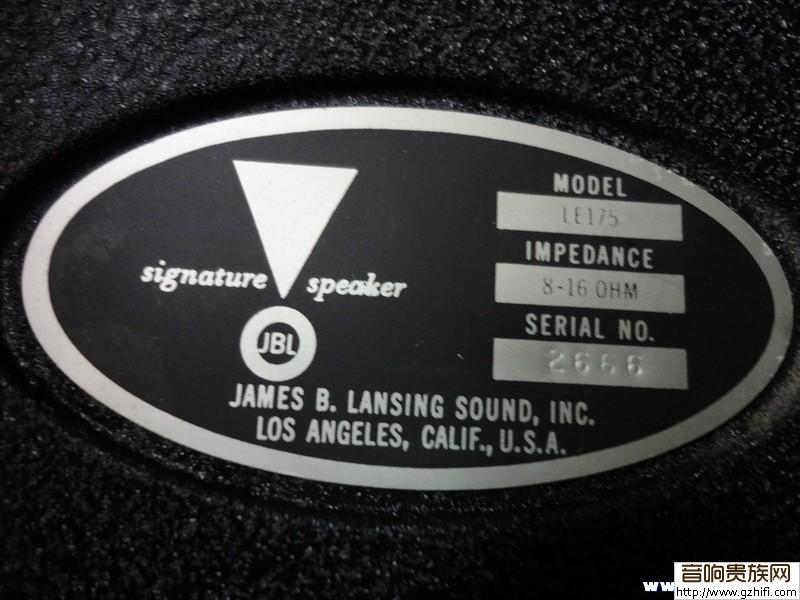 signature speaker
JBL
MODEL
LE175
IMPEDANCE
8-16 OHM
SERIAL NO.
2666
JAMES B. LANSING SOUND, INC.
LOS ANGELES, CALIF., U.S.A.
音响贵族网
http://www.gzhifi.com